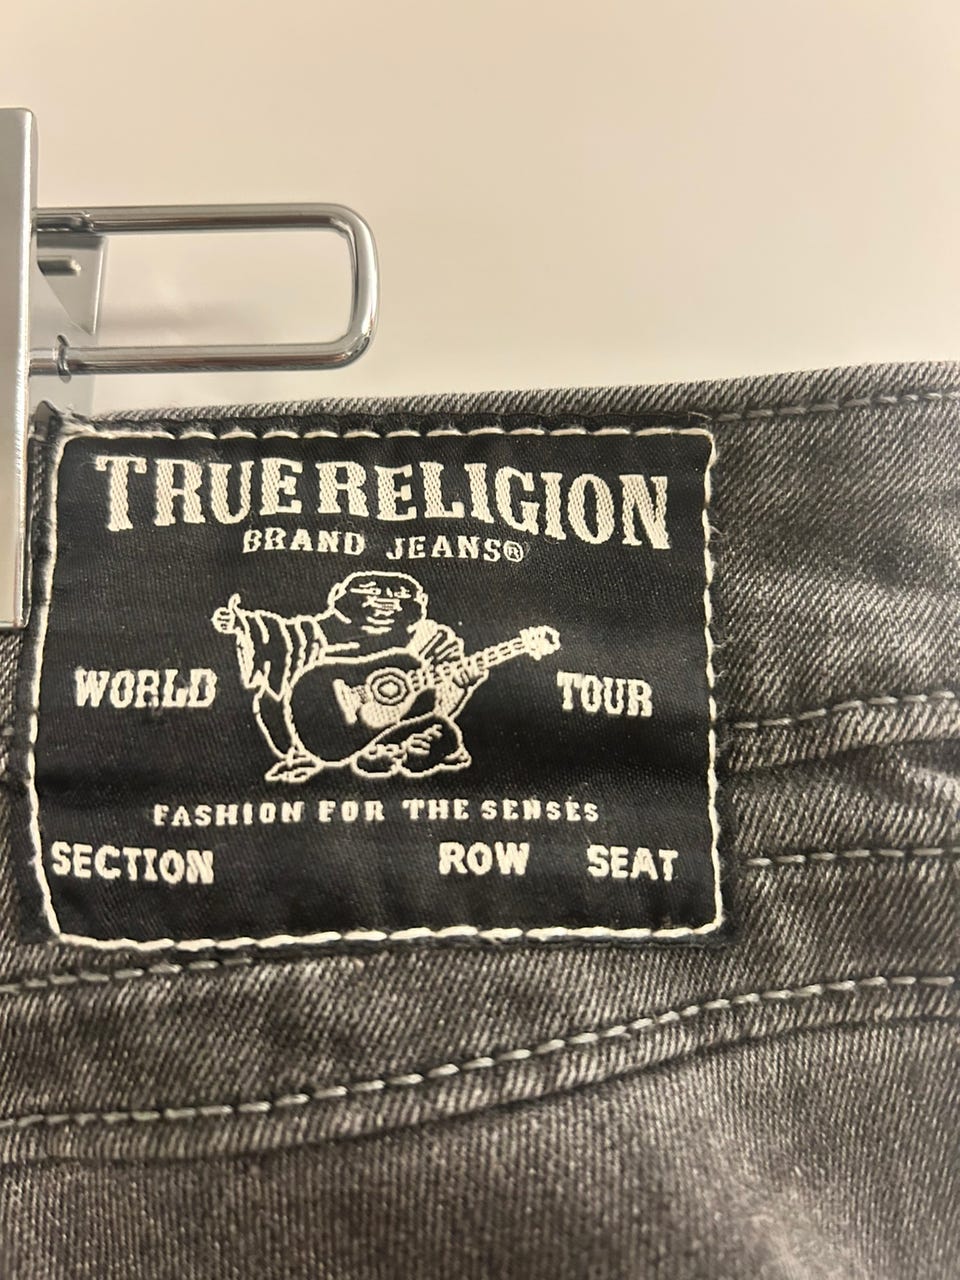 TRUE RELIGION
BRAND JEANS®
WORLD TOUR
FASHION FOR THE SENSES
SECTION ROW SEAT